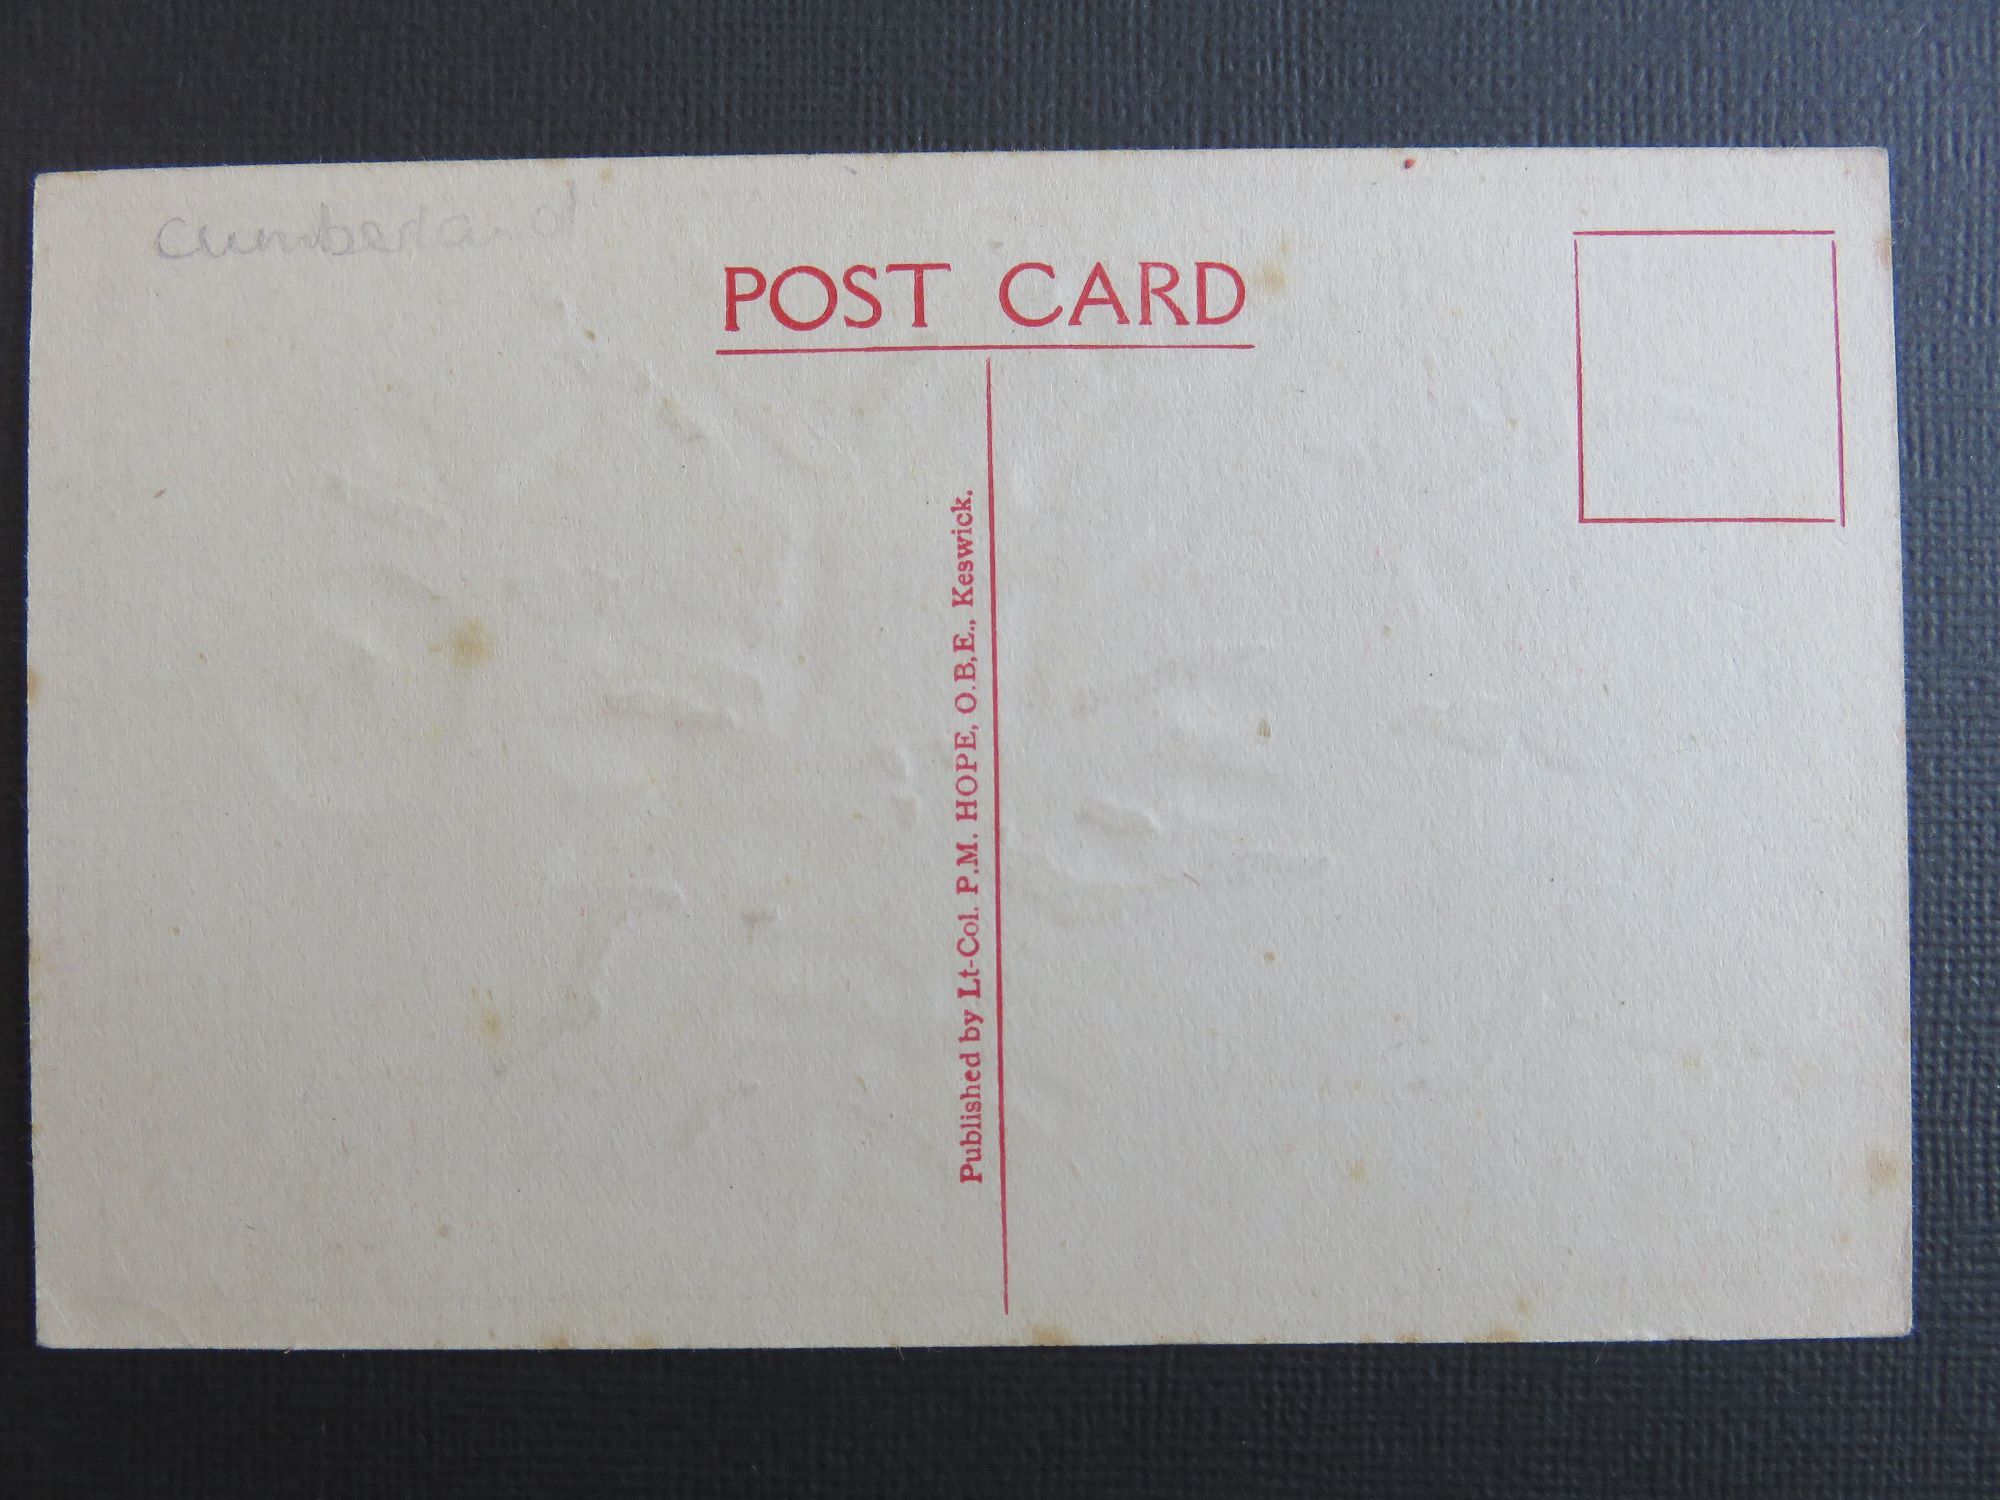 Cumberland
POST CARD
Published by Lt-Col. P.M. HOPE, O.B.E., Keswick.